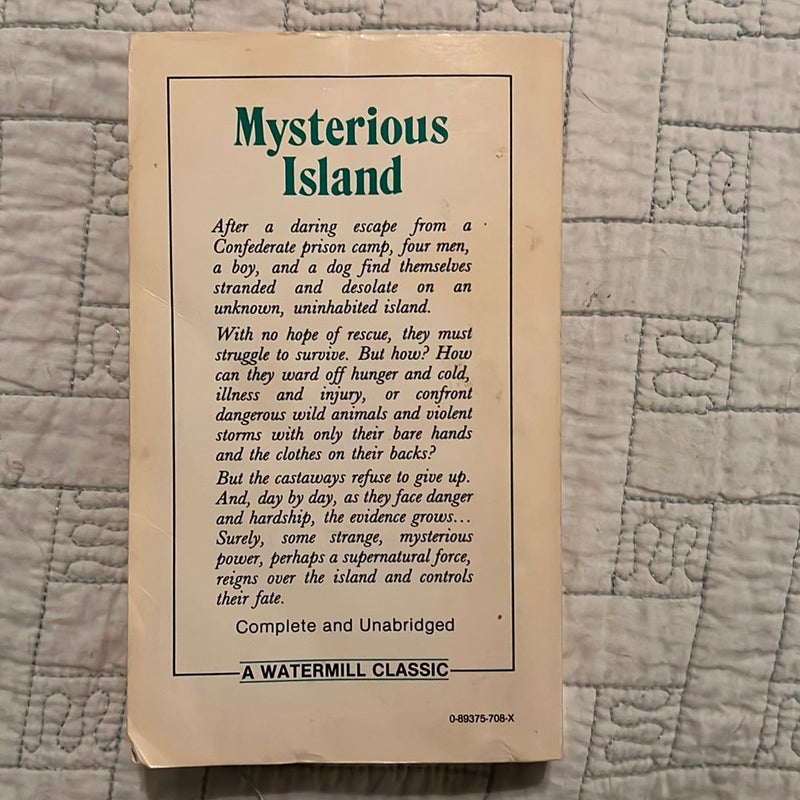 Mysterious
Island
After a daring escape from a
Confederate prison camp, four men,
a boy, and a dog find themselves
stranded and desolate on an
unknown, uninhabited island.
With no hope of rescue, they must
struggle to survive. But how? How
can they ward off hunger and cold,
illness and injury, or confront
dangerous wild animals and violent
storms with only their bare hands
and the clothes on their backs?
But the castaways refuse to give up.
And, day by day, as they face danger
and hardship, the evidence grows...
Surely, some strange, mysterious
power, perhaps a supernatural force,
reigns over the island and controls
their fate.
Complete and Unabridged
A WATERMILL CLASSIC
0-89375-708-X